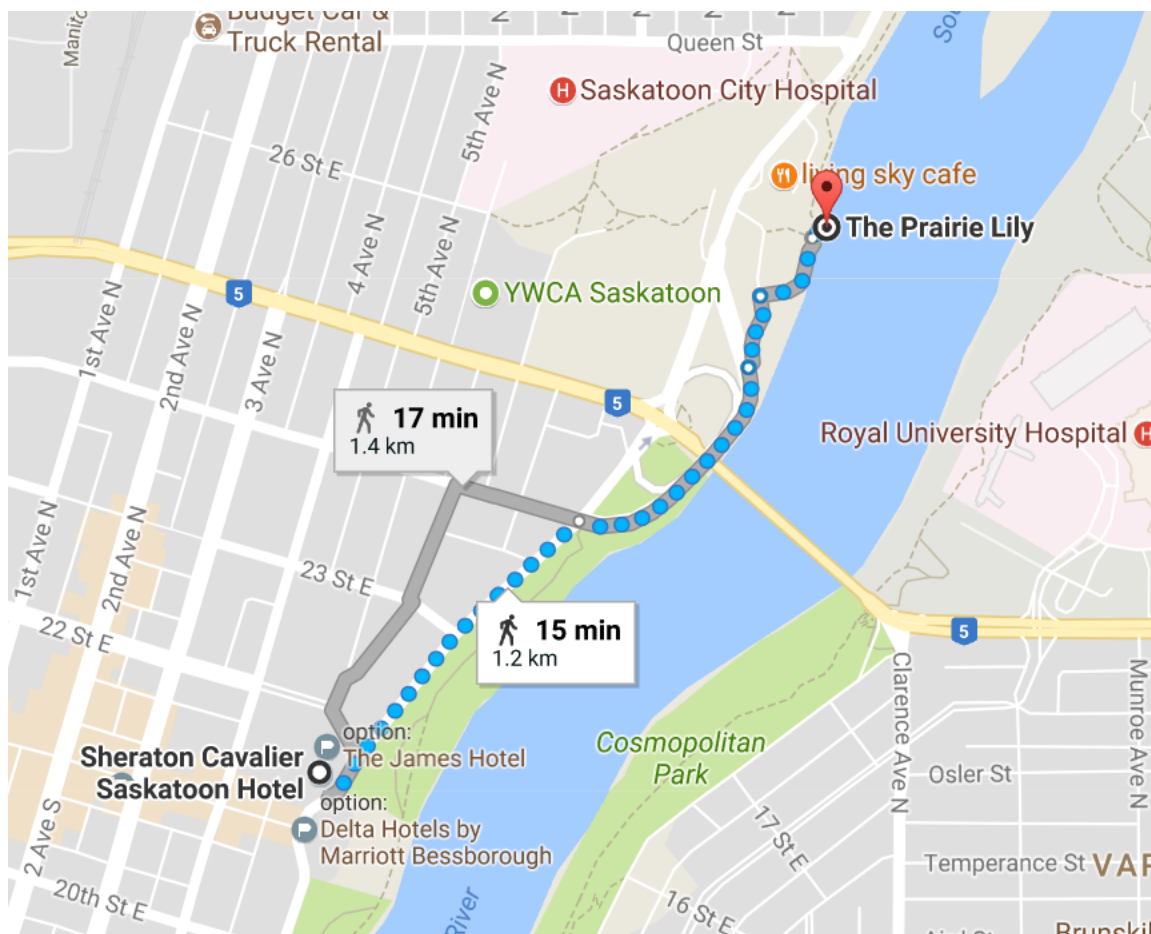 Budget Car &
Truck Rental
Manito
Queen St
Sou
H
Saskatoon City Hospital
5th Ave N
26 St E
living sky cafe
The Prairie Lily
4 Ave N
5th Ave N
5
YWCA Saskatoon
1st Ave N
2nd Ave N
3 Ave N
17 min
1.4 km
5
Royal University Hospital
H
1st Ave N
2nd Ave N
23 St E
22 St E
15 min
1.2 km
5
Clarence Ave N
Munroe Ave N
option:
The James Hotel
Sheraton Cavalier
Saskatoon Hotel
Cosmopolitan
Park
Osler St
option:
Delta Hotels by
Marriott Bessborough
2 Ave S
17 St E
Temperance St
VAR
20th St E
River
16 St E
Brunskil